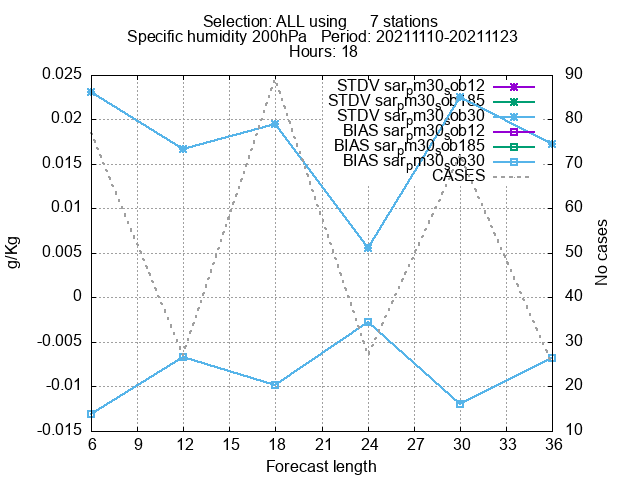 Selection: ALL using 7 stations
Specific humidity 200hPa Period: 20211110-20211123
Hours: 18
0.025
0.02
0.015
0.01
0.005
0
-0.005
-0.01
-0.015
g/Kg
STDV sar_pm30_sob12
STDV sar_pm30_sob185
STDV sar_pm30_sob30
BIAS sar_pm30_sob12
BIAS sar_pm30_sob185
BIAS sar_pm30_sob30
CASES
90
80
70
60
50
40
30
20
10
No cases
6 9 12 15 18 21 24 27 30 33 36
Forecast length